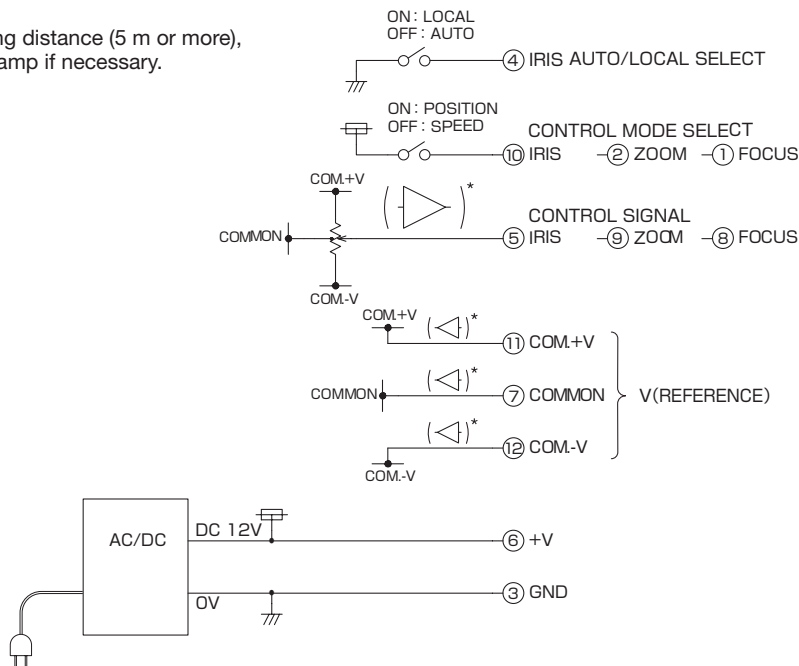 ng distance (5 m or more),
amp if necessary.
ON : LOCAL
OFF : AUTO
④ IRIS AUTO/LOCAL SELECT
ON : POSITION
OFF : SPEED
CONTROL MODE SELECT
⑩ IRIS –② ZOOM –① FOCUS
COM.+V
*
CONTROL SIGNAL
COMMON
⑤ IRIS –⑨ ZOOM –⑧ FOCUS
COM.-V
COM.+V
*
⑪ COM.+V
*
COMMON
⑦ COMMON
V(REFERENCE)
*
⑫ COM.-V
COM.-V
AC/DC
DC 12V
⑥ +V
0V
③ GND